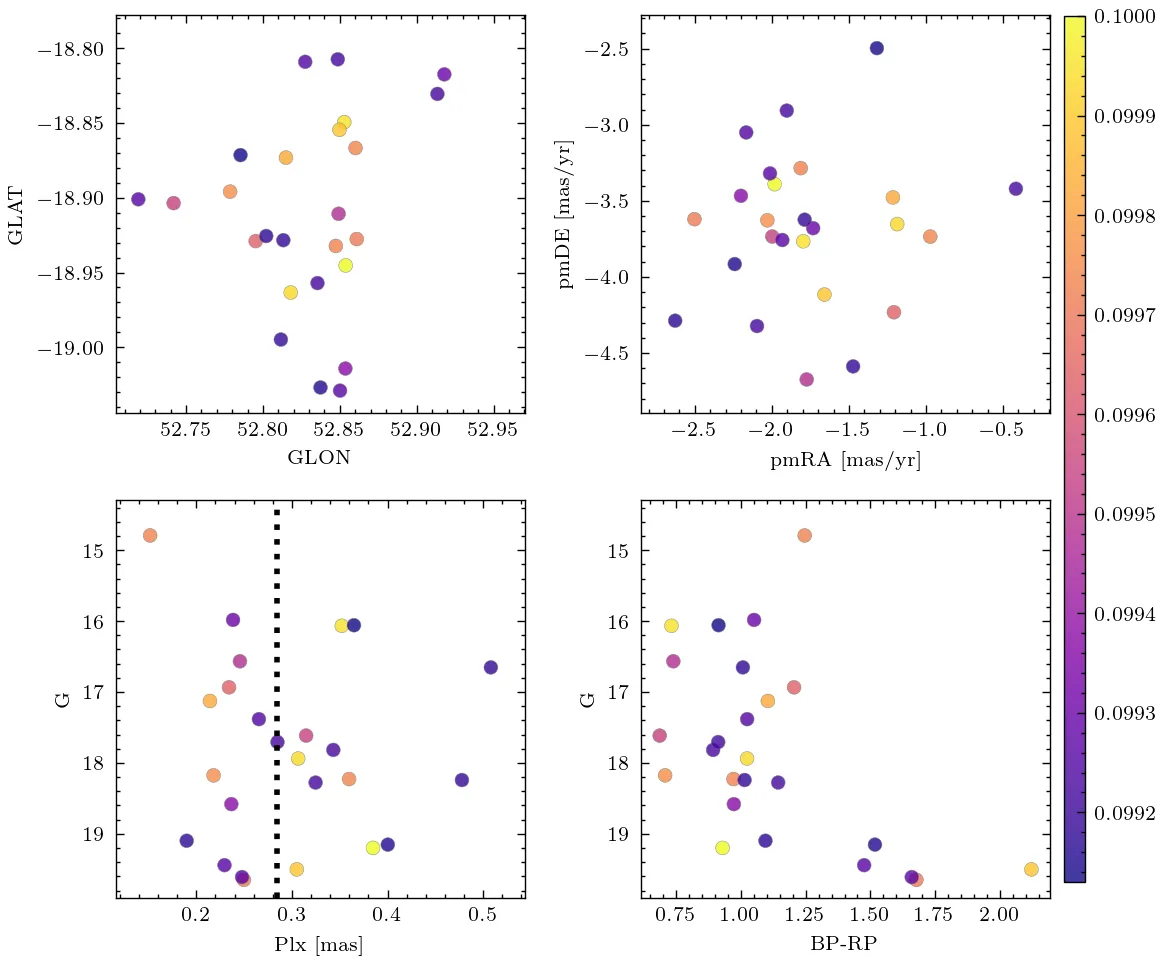 −18.80
−18.85
−18.90
−18.95
−19.00
GLAT
52.75 52.80 52.85 52.90 52.95
GLON
−2.5
−3.0
−3.5
−4.0
−4.5
pmDE [mas/yr]
−2.5 −2.0 −1.5 −1.0 −0.5
pmRA [mas/yr]
15
16
17
18
19
G
0.2 0.3 0.4 0.5
Plx [mas]
15
16
17
18
19
G
0.75 1.00 1.25 1.50 1.75 2.00
BP-RP
0.1000
0.0999
0.0998
0.0997
0.0996
0.0995
0.0994
0.0993
0.0992